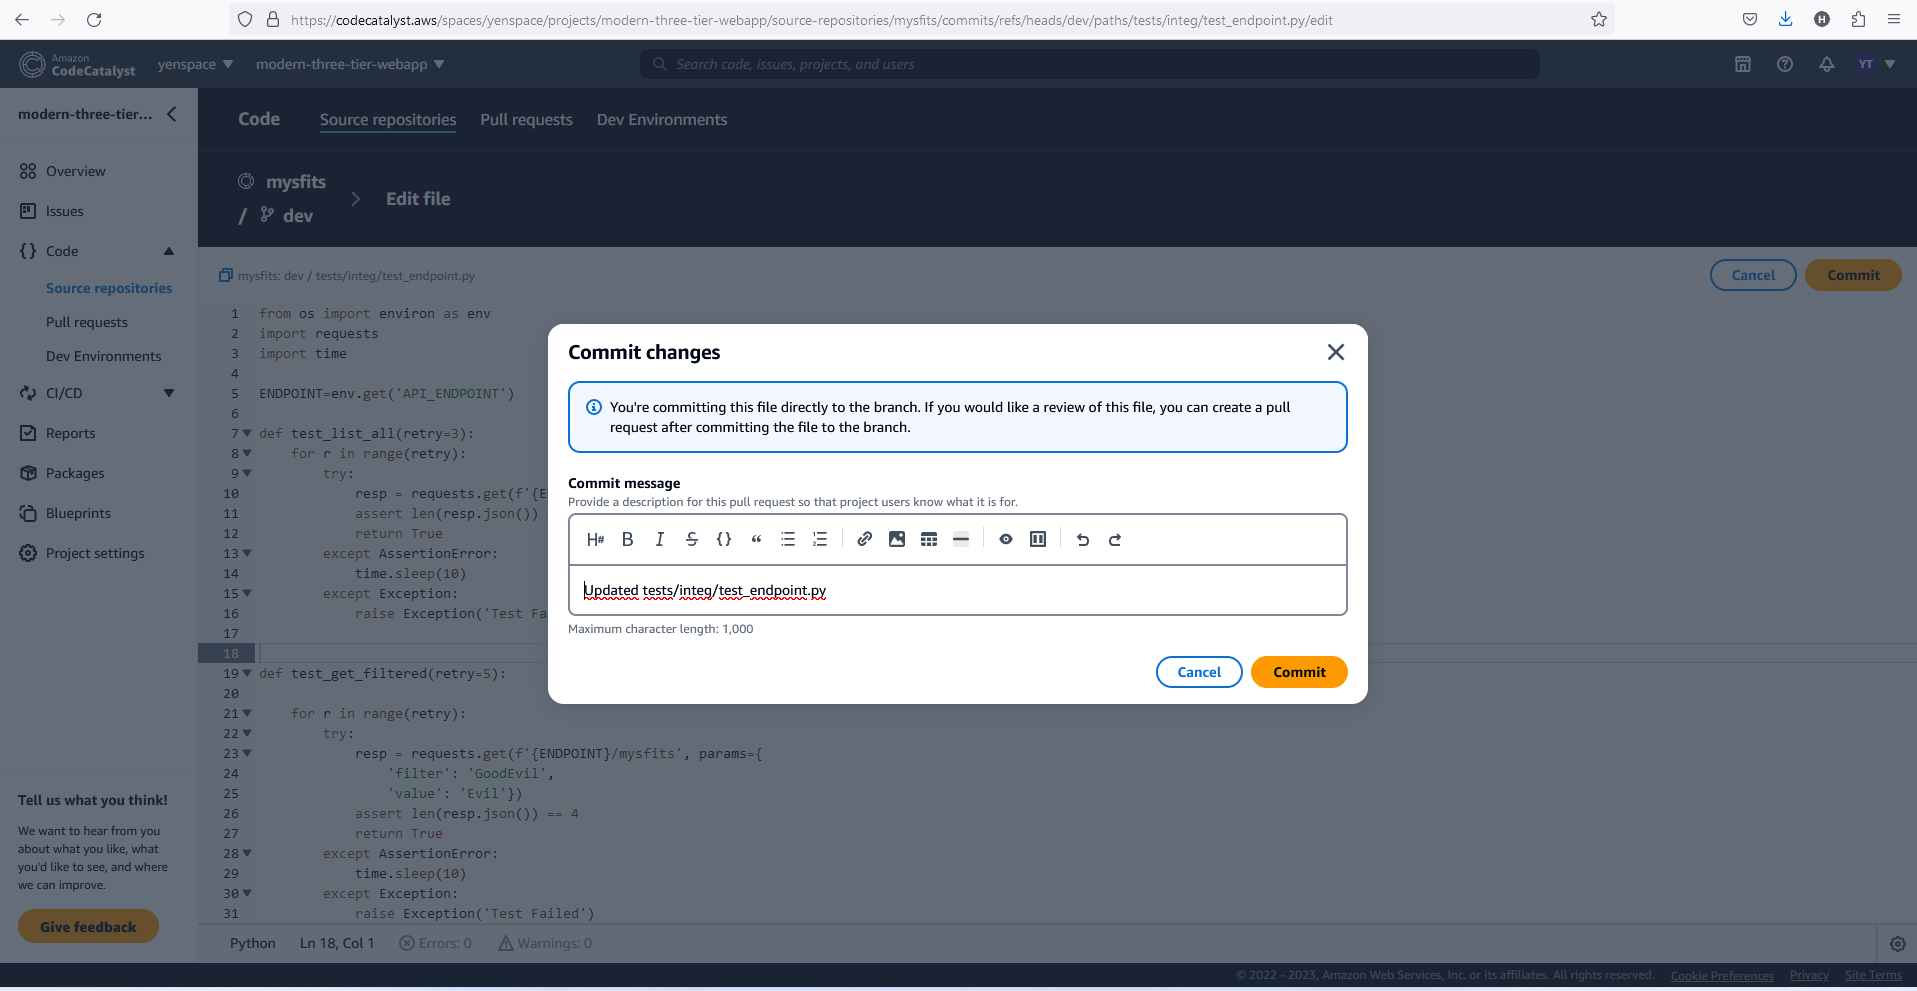 https://codecatalyst.aws/spaces/yenspace/projects/modern-three-tier-webapp/source-repositories/mysfits/commits/refs/heads/dev/paths/tests/integ/test_endpoint.py/edit
H
Amazon
CodeCatalyst
yenspace
modern-three-tier-webapp
Search code, issues, projects, and users
YT
modern-three-tier...
Code
Source repositories
Pull requests
Dev Environments
Overview
Issues
Code
Source repositories
Pull requests
Dev Environments
CI/CD
Reports
Packages
Blueprints
Project settings
mysfits
/ dev
Edit file
mysfits: dev / tests/integ/test_endpoint.py
Cancel
Commit
1 from os import environ as env
2 import requests
3 import time
4
5 ENDPOINT=env.get('API_ENDPOINT')
6
7 def test_list_all(retry=3):
8 for r in range(retry):
9 try:
10 resp = requests.get(f'{E
11 assert len(resp.json())
12 return True
13 except AssertionError:
14 time.sleep(10)
15 except Exception:
16 raise Exception('Test Fa
17
18
19 def test_get_filtered(retry=5):
20
21 for r in range(retry):
22 try:
23 resp = requests.get(f'{ENDPOINT}/mysfits', params={
24 'filter': 'GoodEvil',
25 'value': 'Evil'})
26 assert len(resp.json()) == 4
27 return True
28 except AssertionError:
29 time.sleep(10)
30 except Exception:
31 raise Exception('Test Failed')
Commit changes
You're committing this file directly to the branch. If you would like a review of this file, you can create a pull
request after committing the file to the branch.
Commit message
Provide a description for this pull request so that project users know what it is for.
H# B I S {} “
Updated tests/integ/test_endpoint.py
Maximum character length: 1,000
Cancel
Commit
Tell us what you think!
We want to hear from you
about what you like, what
you'd like to see, and where
we can improve.
Give feedback
Python Ln 18, Col 1 Errors: 0 Warnings: 0
© 2022 - 2023, Amazon Web Services, Inc. or its affiliates. All rights reserved. Cookie Preferences Privacy Site Terms